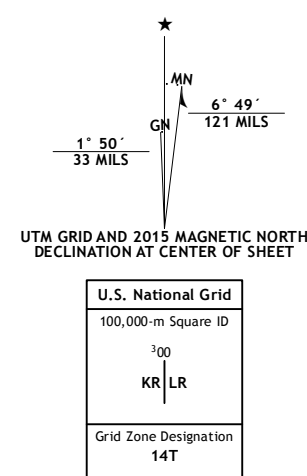 ★
MN
GN
6° 49´
121 MILS
1° 50´
33 MILS
UTM GRID AND 2015 MAGNETIC NORTH
DECLINATION AT CENTER OF SHEET
U.S. National Grid
100,000-m Square ID
³00
KR LR
Grid Zone Designation
14T